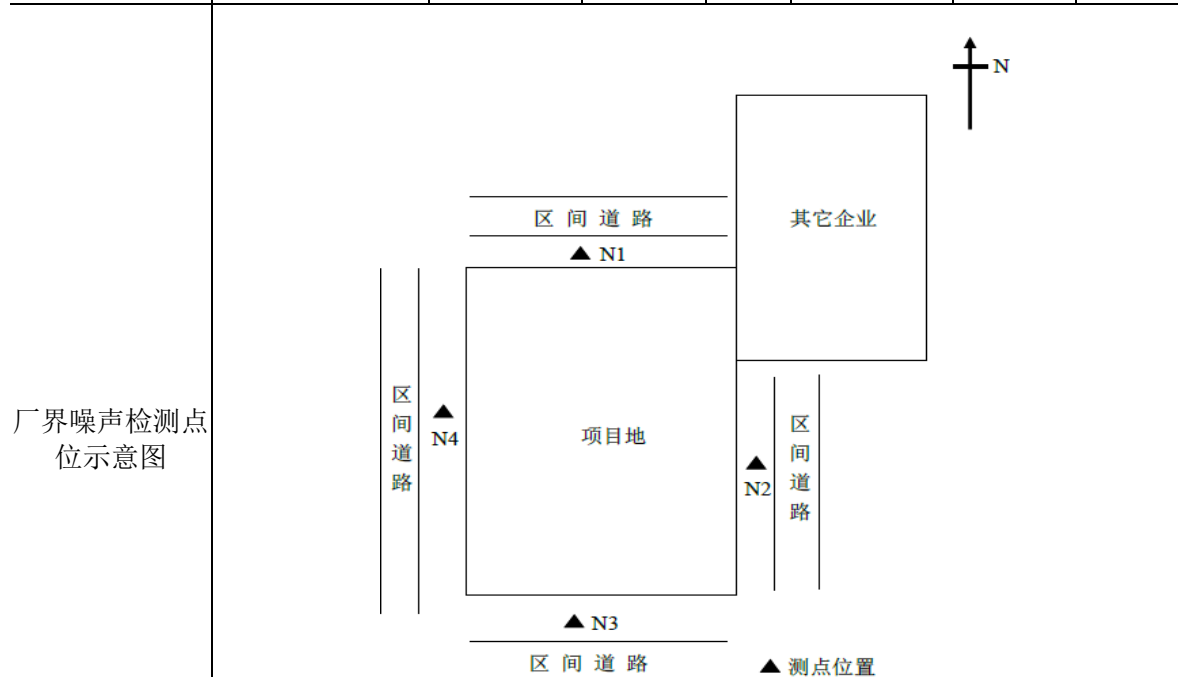 N
其它企业
区间道路
N1
区间道路
N4
项目地
N2
区间道路
厂界噪声检测点
位示意图
N3
区间道路
测点位置